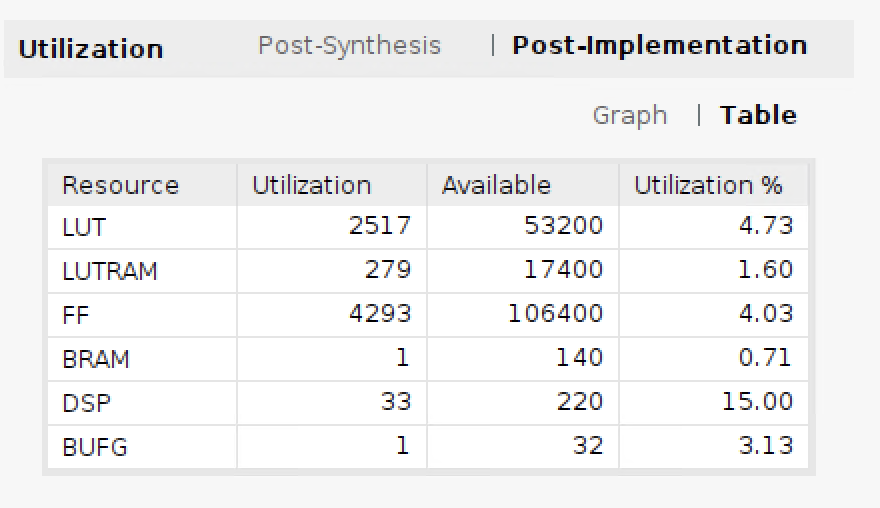 Utilization Post-Synthesis | Post-Implementation
Graph | Table
Resource Utilization Available Utilization %
LUT 2517 53200 4.73
LUTRAM 279 17400 1.60
FF 4293 106400 4.03
BRAM 1 140 0.71
DSP 33 220 15.00
BUFG 1 32 3.13